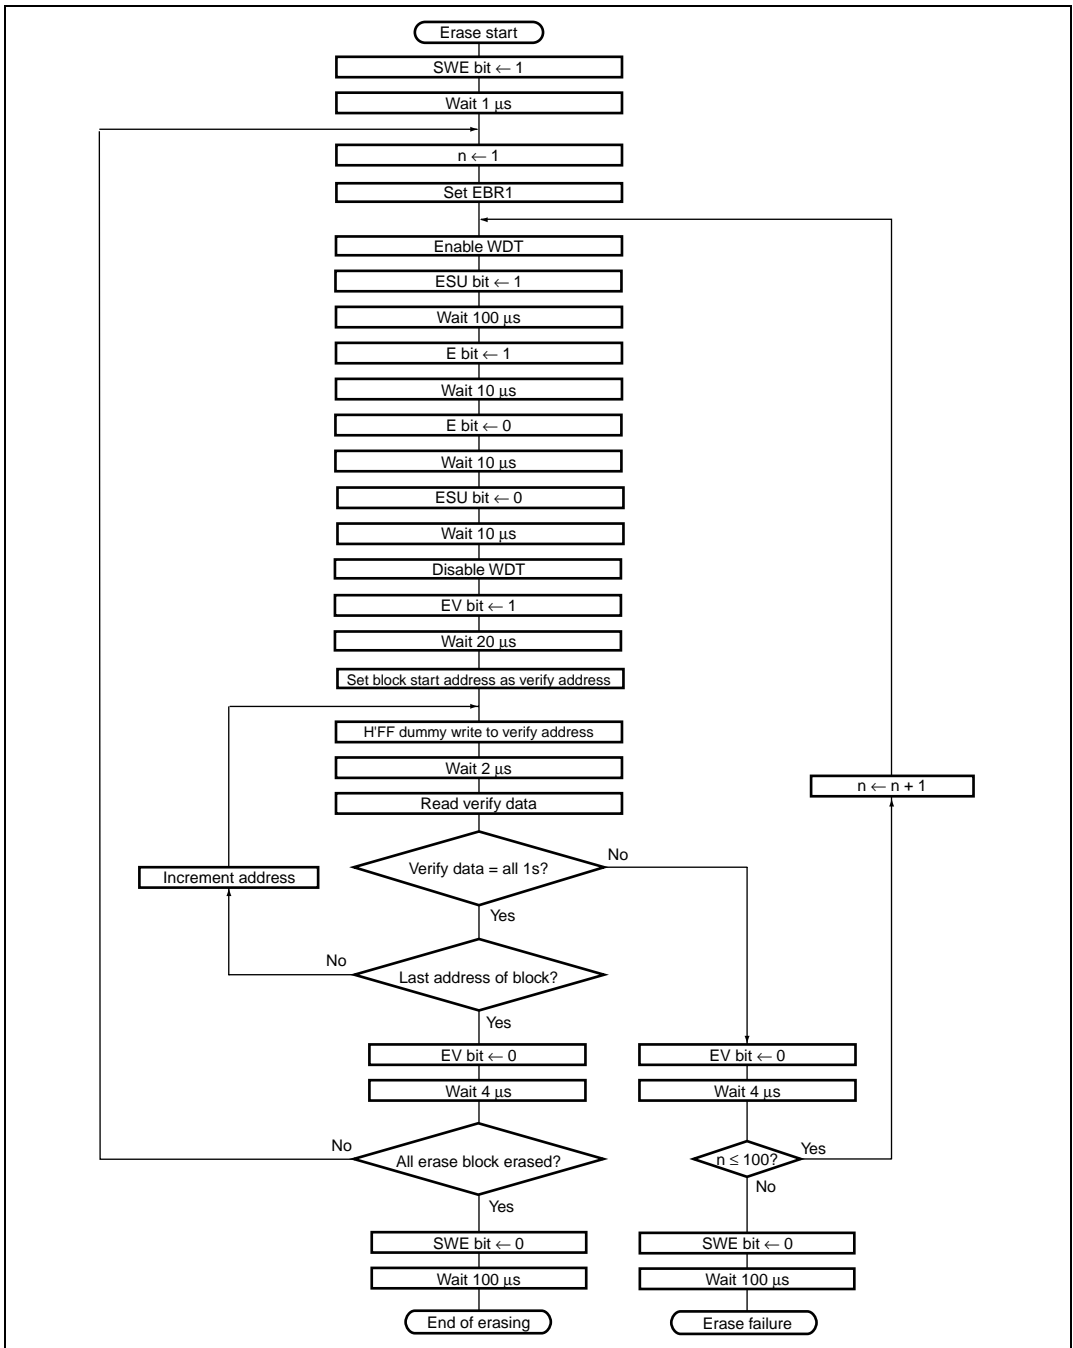 Erase start
SWE bit ← 1
Wait 1 μs
n ← 1
Set EBR1
Enable WDT
ESU bit ← 1
Wait 100 μs
E bit ← 1
Wait 10 μs
E bit ← 0
Wait 10 μs
ESU bit ← 0
Wait 10 μs
Disable WDT
EV bit ← 1
Wait 20 μs
Set block start address as verify address
H'FF dummy write to verify address
Wait 2 μs
n ← n + 1
Read verify data
Verify data = all 1s?
No
Increment address
Yes
No
Last address of block?
Yes
EV bit ← 0
EV bit ← 0
Wait 4 μs
Wait 4 μs
No
All erase block erased?
n ≤ 100?
Yes
No
Yes
SWE bit ← 0
SWE bit ← 0
Wait 100 μs
Wait 100 μs
End of erasing
Erase failure